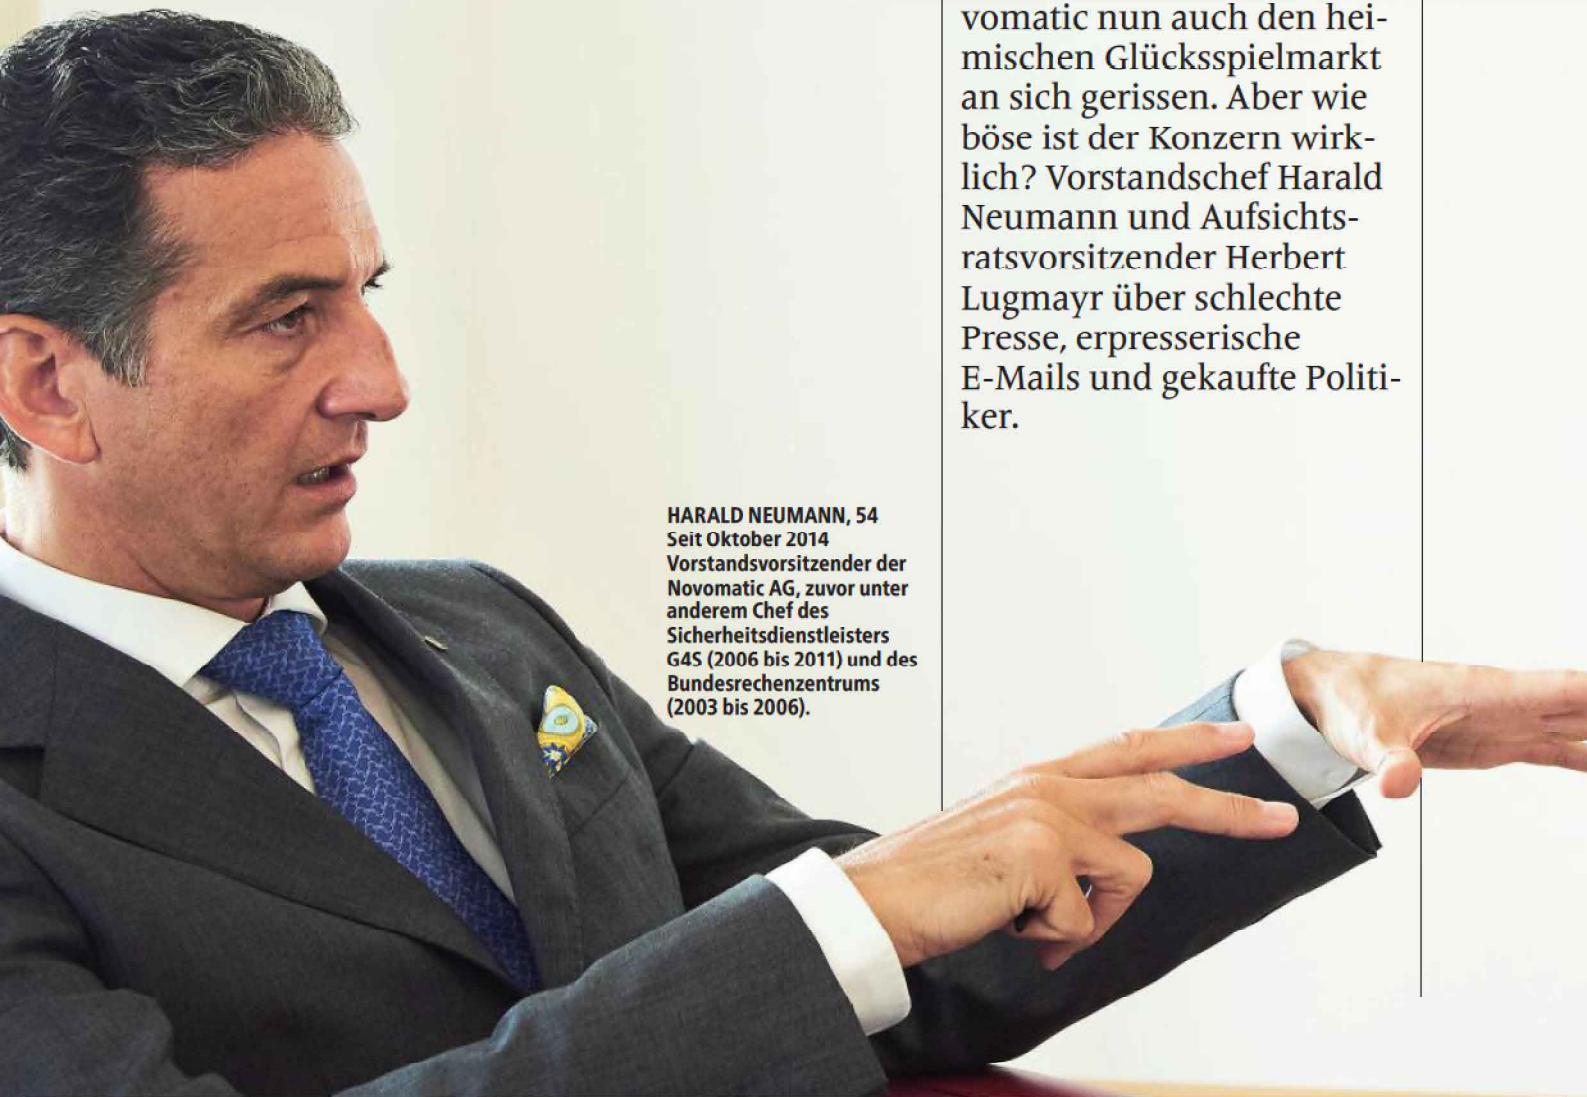 vomatic nun auch den hei-
mischen Glücksspielmarkt
an sich gerissen. Aber wie
böse ist der Konzern wirk-
lich? Vorstandschef Harald
Neumann und Aufsichts-
ratsvorsitzender Herbert
Lugmayr über schlechte
Presse, erpresserische
E-Mails und gekaufte Politi-
ker.
HARALD NEUMANN, 54
Seit Oktober 2014
Vorstandsvorsitzender der
Novomatic AG, zuvor unter
anderem Chef des
Sicherheitsdienstleisters
G4S (2006 bis 2011) und des
Bundesrechenzentrums
(2003 bis 2006).